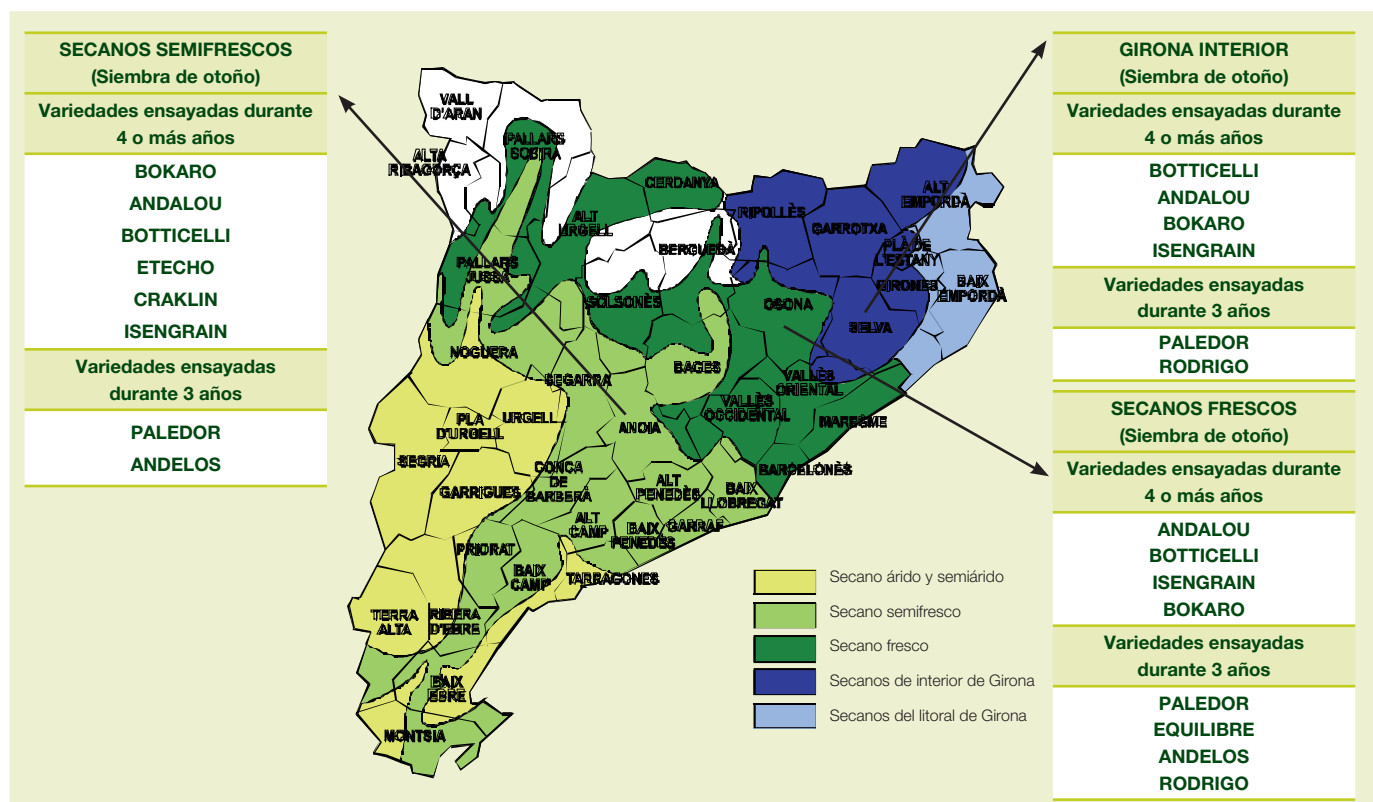 SECANOS SEMIFRESCOS
(Siembra de otoño)
Variedades ensayadas durante
4 o más años
BOKARO
ANDALOU
BOTTICELLI
ETECHO
CRAKLIN
ISENGRAIN
Variedades ensayadas
durante 3 años
PALEDOR
ANDELOS
VALL
D'ARAN
PALLARS
SOBIRA
ALTA
RIBAGORÇA
CERDANYA
ALT
URGELL
BERGUEDÀ
RIPOLLÈS
GARROTXA
ALT
EMPORDÀ
PLA DE
L'ESTANY
GIRONES
BAIX
EMPORDÀ
PALLARS
JUSSA
SOLSONÈS
OSONA
SELVA
NOGUERA
SEGARRA
BAGES
VALLÈS
ORIENTAL
VALLÈS
OCCIDENTAL
MARESME
URGELL
PLA
D'URGELL
ANOIA
SEGRIA
GARRIGUES
CONCA
DE
BARBERÀ
ALT
PENEDÈS
BAIX
LLOBREGAT
BARCELONÈS
ALT
CAMP
BAIX
PENEDÈS
GARRAF
PRIORAT
BAIX
CAMP
TARRAGONES
TERRA
ALTA
RIBERA
D'EBRE
BAIX
EBRE
MONTSIA
Secano árido y semiárido
Secano semifresco
Secano fresco
Secanos de interior de Girona
Secanos del litoral de Girona
GIRONA INTERIOR
(Siembra de otoño)
Variedades ensayadas durante
4 o más años
BOTTICELLI
ANDALOU
BOKARO
ISENGRAIN
Variedades ensayadas
durante 3 años
PALEDOR
RODRIGO
SECANOS FRESCOS
(Siembra de otoño)
Variedades ensayadas durante
4 o más años
ANDALOU
BOTTICELLI
ISENGRAIN
BOKARO
Variedades ensayadas
durante 3 años
PALEDOR
EQUILIBRE
ANDELOS
RODRIGO